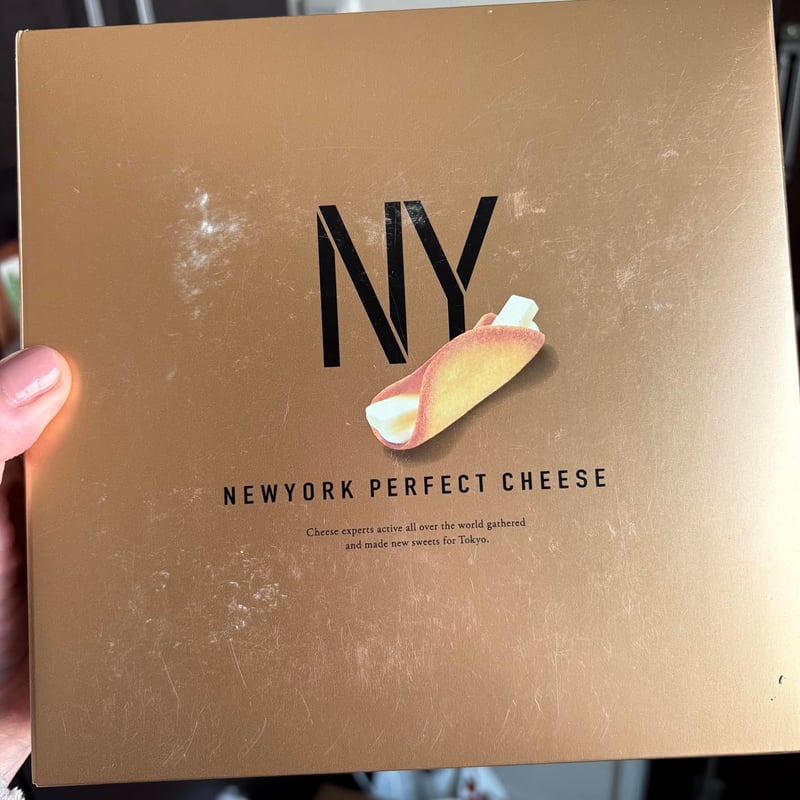 NY
NEWYORK PERFECT CHEESE
Cheese experts active all over the world gathered
and made new sweets for Tokyo.